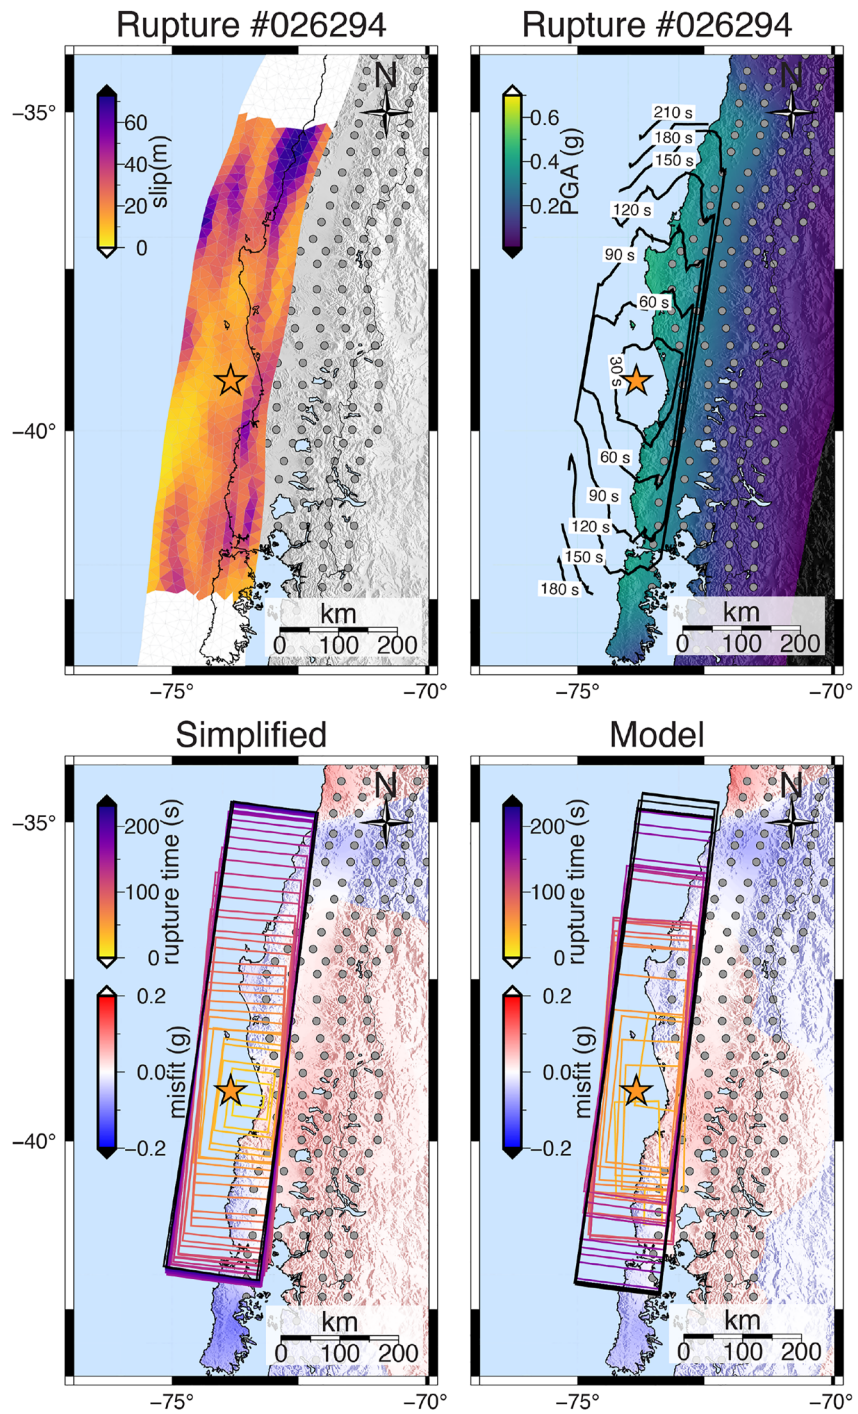 Rupture #026294
Rupture #026294
−35°
−40°
−75°
−70°
60
40
20
0
slip(m)
N
km
0 100 200
0.6
0.4
0.2
PGA (g)
N
210 s
180 s
150 s
120 s
90 s
60 s
30 s
60 s
90 s
120 s
150 s
180 s
km
0 100 200
−75°
−70°
Simplified
Model
−35°
−40°
200
100
0
rupture time (s)
0.2
0.0
−0.2
misfit (g)
N
km
0 100 200
−75°
−70°
200
100
0
rupture time (s)
0.2
0.0
−0.2
misfit (g)
N
km
0 100 200
−75°
−70°